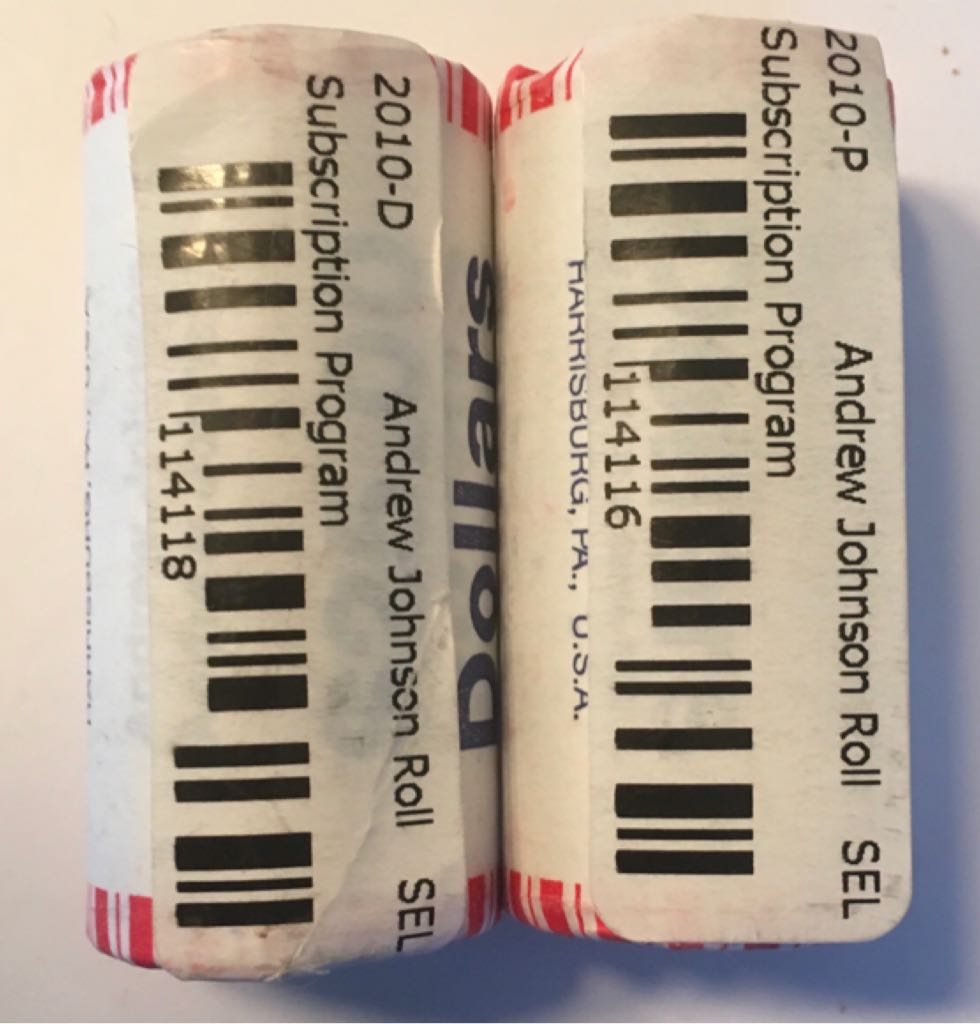 2010-D Andrew Johnson Roll SEL
Subscription Program
114118
Dollars
2010-P Andrew Johnson Roll SEL
Subscription Program
114116
HARRISBURG, PA., U.S.A.